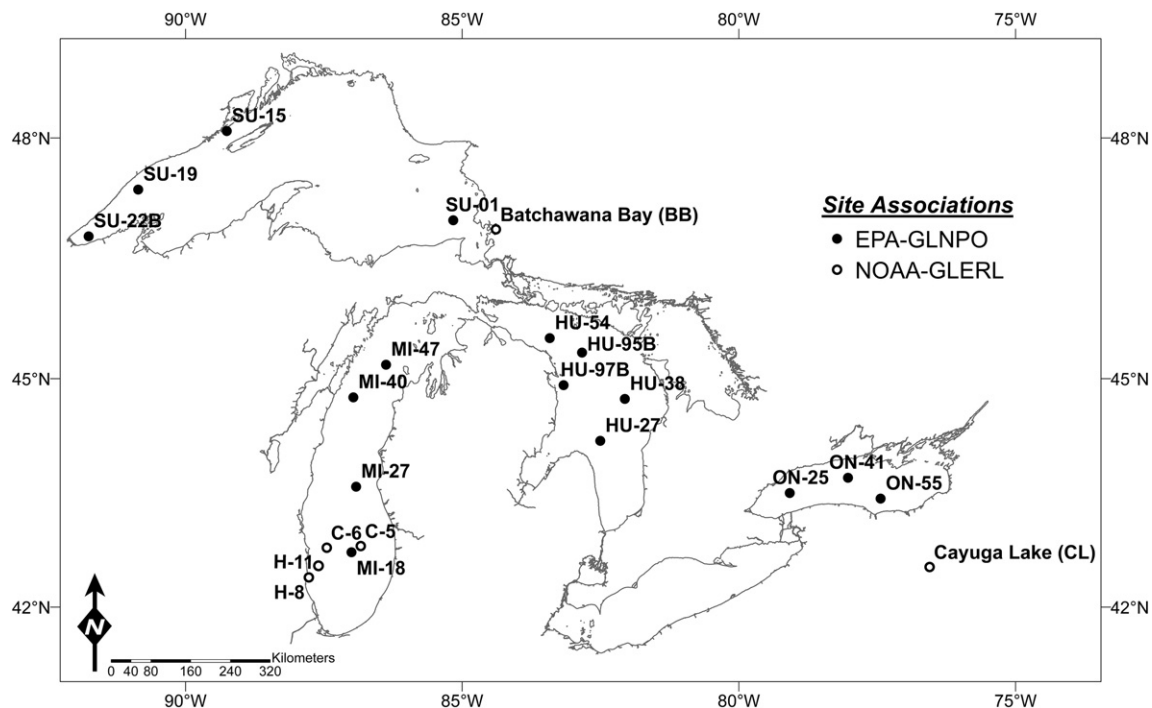 90°W 85°W 80°W 75°W
48°N 48°N
SU-15
SU-19
SU-22B
SU-01
Batchawana Bay (BB)
Site Associations
EPA-GLNPO
NOAA-GLERL
HU-54
HU-95B
MI-47
HU-97B
45°N 45°N
MI-40
HU-38
HU-27
MI-27
ON-41
ON-25
ON-55
C-6 C-5
H-11
MI-18
Cayuga Lake (CL)
H-8
42°N 42°N
N
Kilometers
0 40 80 160 240 320
90°W 85°W 80°W 75°W